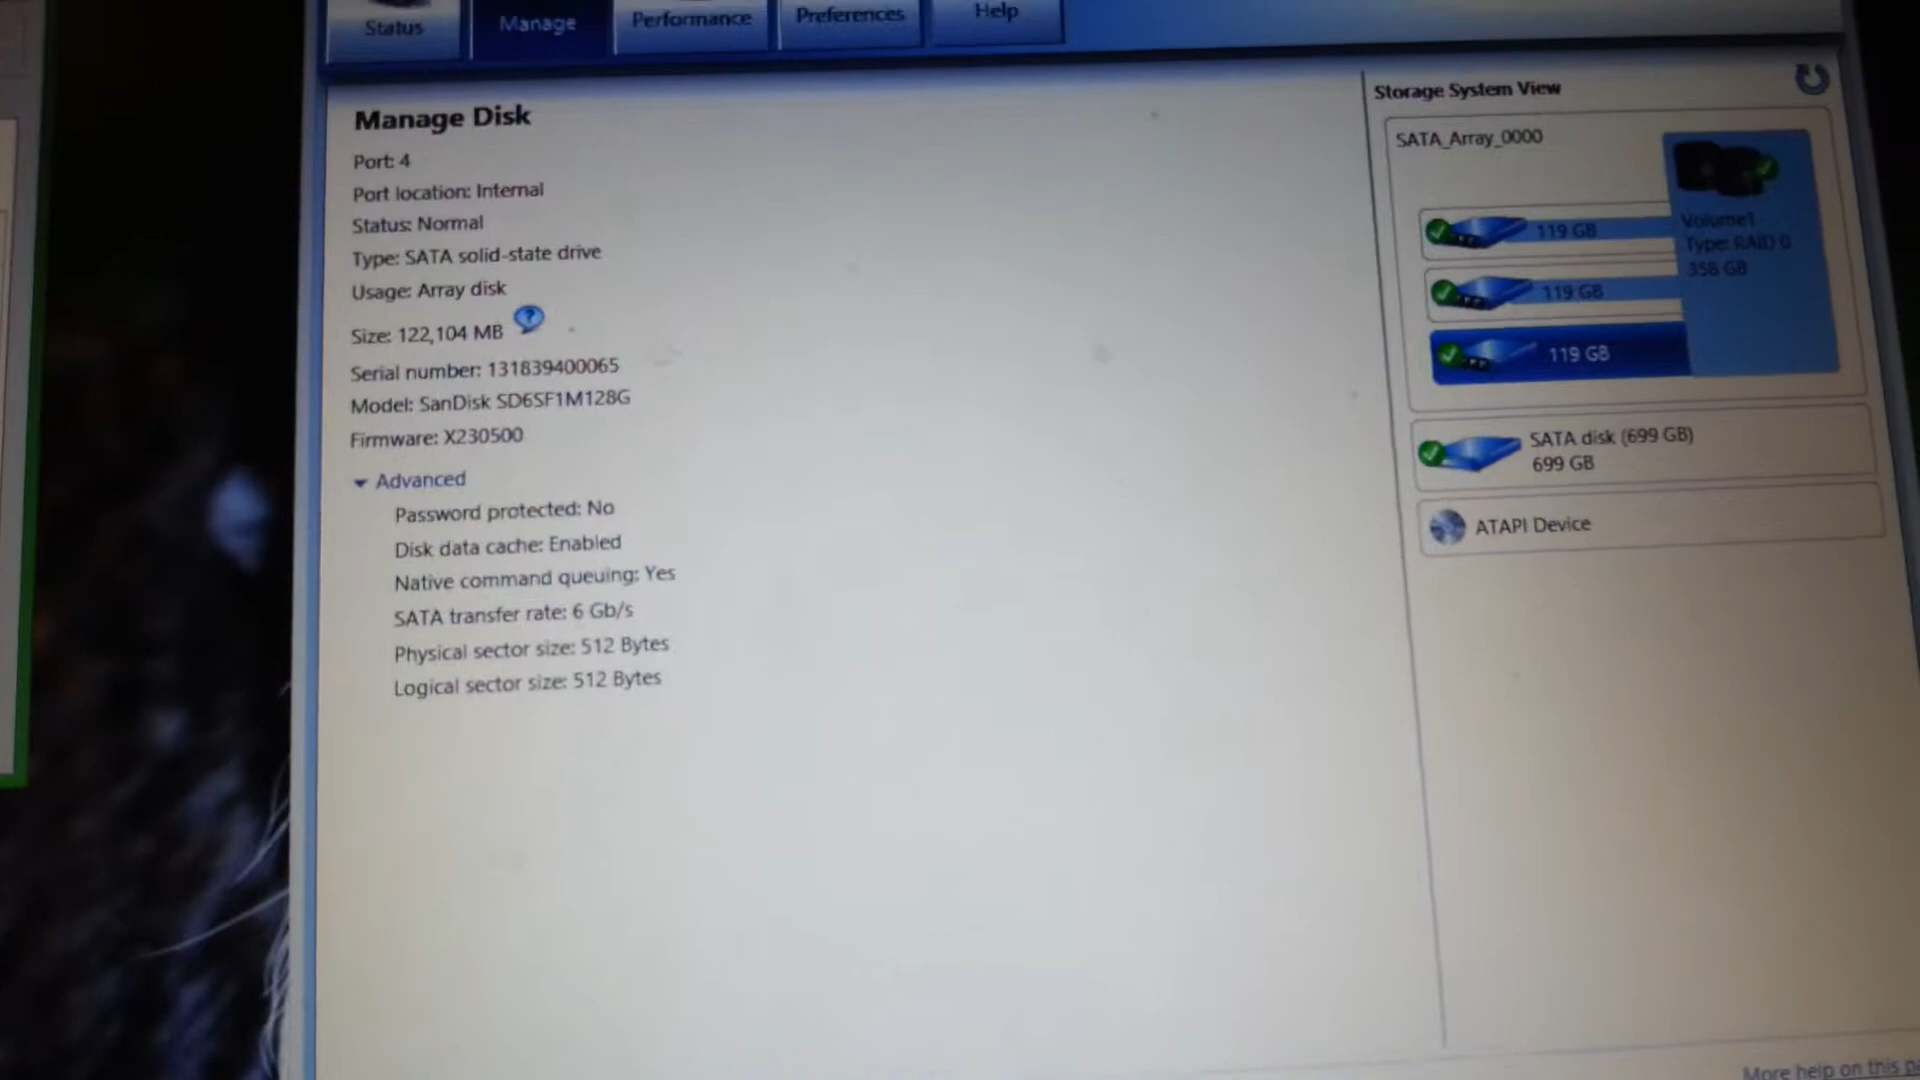 Status
Manage
Performance
Preferences
Help
Manage Disk
Port: 4
Port location: Internal
Status: Normal
Type: SATA solid-state drive
Usage: Array disk
Size: 122,104 MB
Serial number: 131839400065
Model: SanDisk SD6SF1M128G
Firmware: X230500
Advanced
Password protected: No
Disk data cache: Enabled
Native command queuing: Yes
SATA transfer rate: 6 Gb/s
Physical sector size: 512 Bytes
Logical sector size: 512 Bytes
Storage System View
SATA_Array_0000
119 GB
119 GB
119 GB
Volume1
Type: RAID 0
358 GB
SATA disk (699 GB)
699 GB
ATAPI Device
More help on this